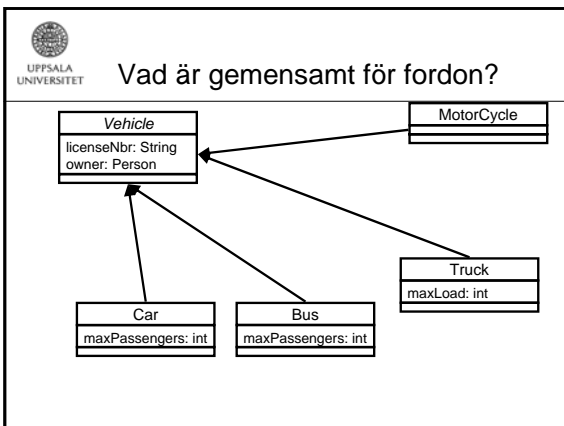 UPPSALA
UNIVERSITET
Vad är gemensamt för fordon?
Vehicle
licenseNbr: String
owner: Person
MotorCycle
Truck
maxLoad: int
Car
maxPassengers: int
Bus
maxPassengers: int